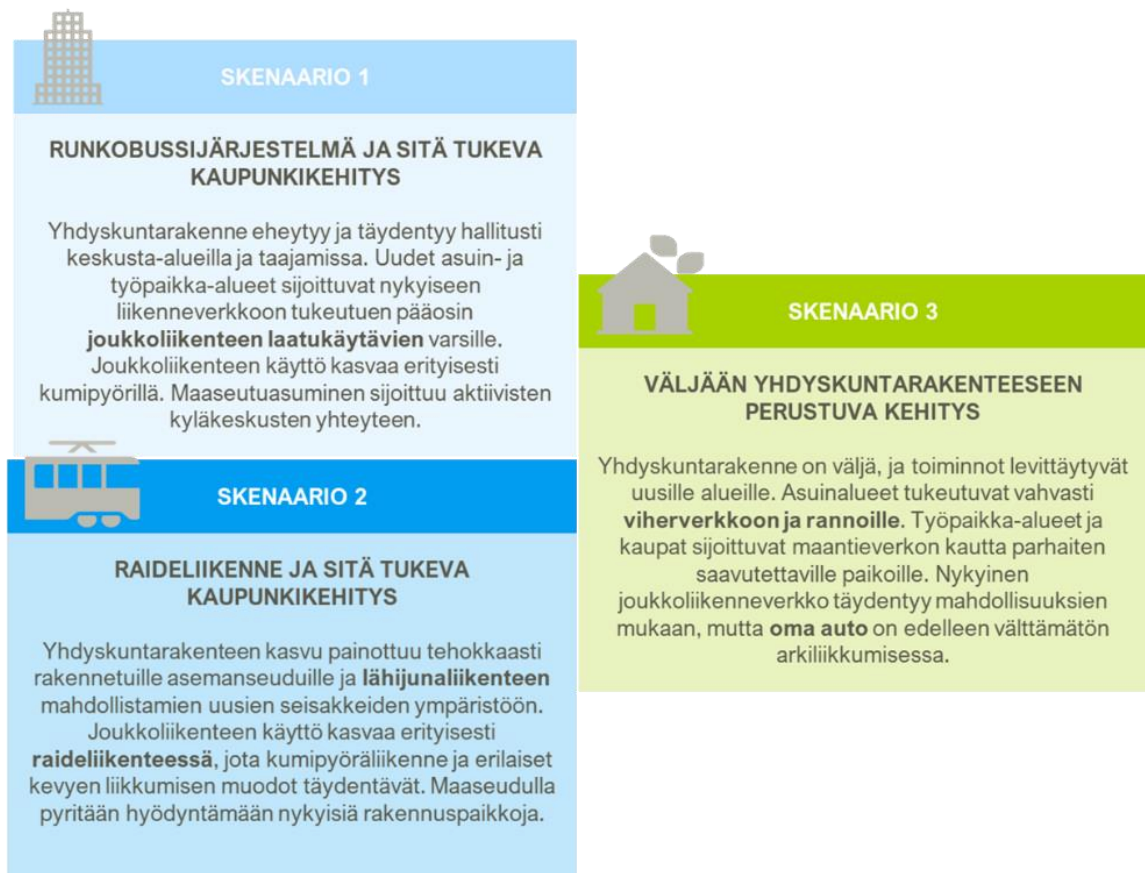 SKENAARIO 1
RUNKOBUSSIJÄRJESTELMÄ JA SITÄ TUKEVA
KAUPUNKIKEHITYS
Yhdyskuntarakenne eheytyy ja täydentyy hallitusti
keskusta-alueilla ja taajamissa. Uudet asuin- ja
työpaikka-alueet sijoittuvat nykyiseen
liikenneverkkoon tukeutuen pääosin
joukkoliikenteen laatukäytävien varsille.
Joukkoliikenteen käyttö kasvaa erityisesti
kumipyörillä. Maaseutuasuminen sijoittuu aktiivisten
kyläkeskusten yhteyteen.
SKENAARIO 2
RAIDELIIKENNE JA SITÄ TUKEVA
KAUPUNKIKEHITYS
Yhdyskuntarakenteen kasvu painottuu tehokkaasti
rakennetuille asemanseuduille ja lähijunaliikenteen
mahdollistamien uusien seisakkeiden ympäristöön.
Joukkoliikenteen käyttö kasvaa erityisesti
raideliikenteessä, jota kumipyöräliikenne ja erilaiset
kevyen liikkumisen muodot täydentävät. Maaseudulla
pyritään hyödyntämään nykyisiä rakennuspaikkoja.
SKENAARIO 3
VÄLJÄÄN YHDYSKUNTARAKENTEESEEN
PERUSTUVA KEHITYS
Yhdyskuntarakenne on väljä, ja toiminnot levittäytyvät
uusille alueille. Asuinalueet tukeutuvat vahvasti
viherverkkoon ja rannoille. Työpaikka-alueet ja
kaupat sijoittuvat maantieverkon kautta parhaiten
saavutettaville paikoille. Nykyinen
joukkoliikenneverkko täydentyy mahdollisuuksien
mukaan, mutta oma auto on edelleen välttämätön
arkiliikkumisessa.